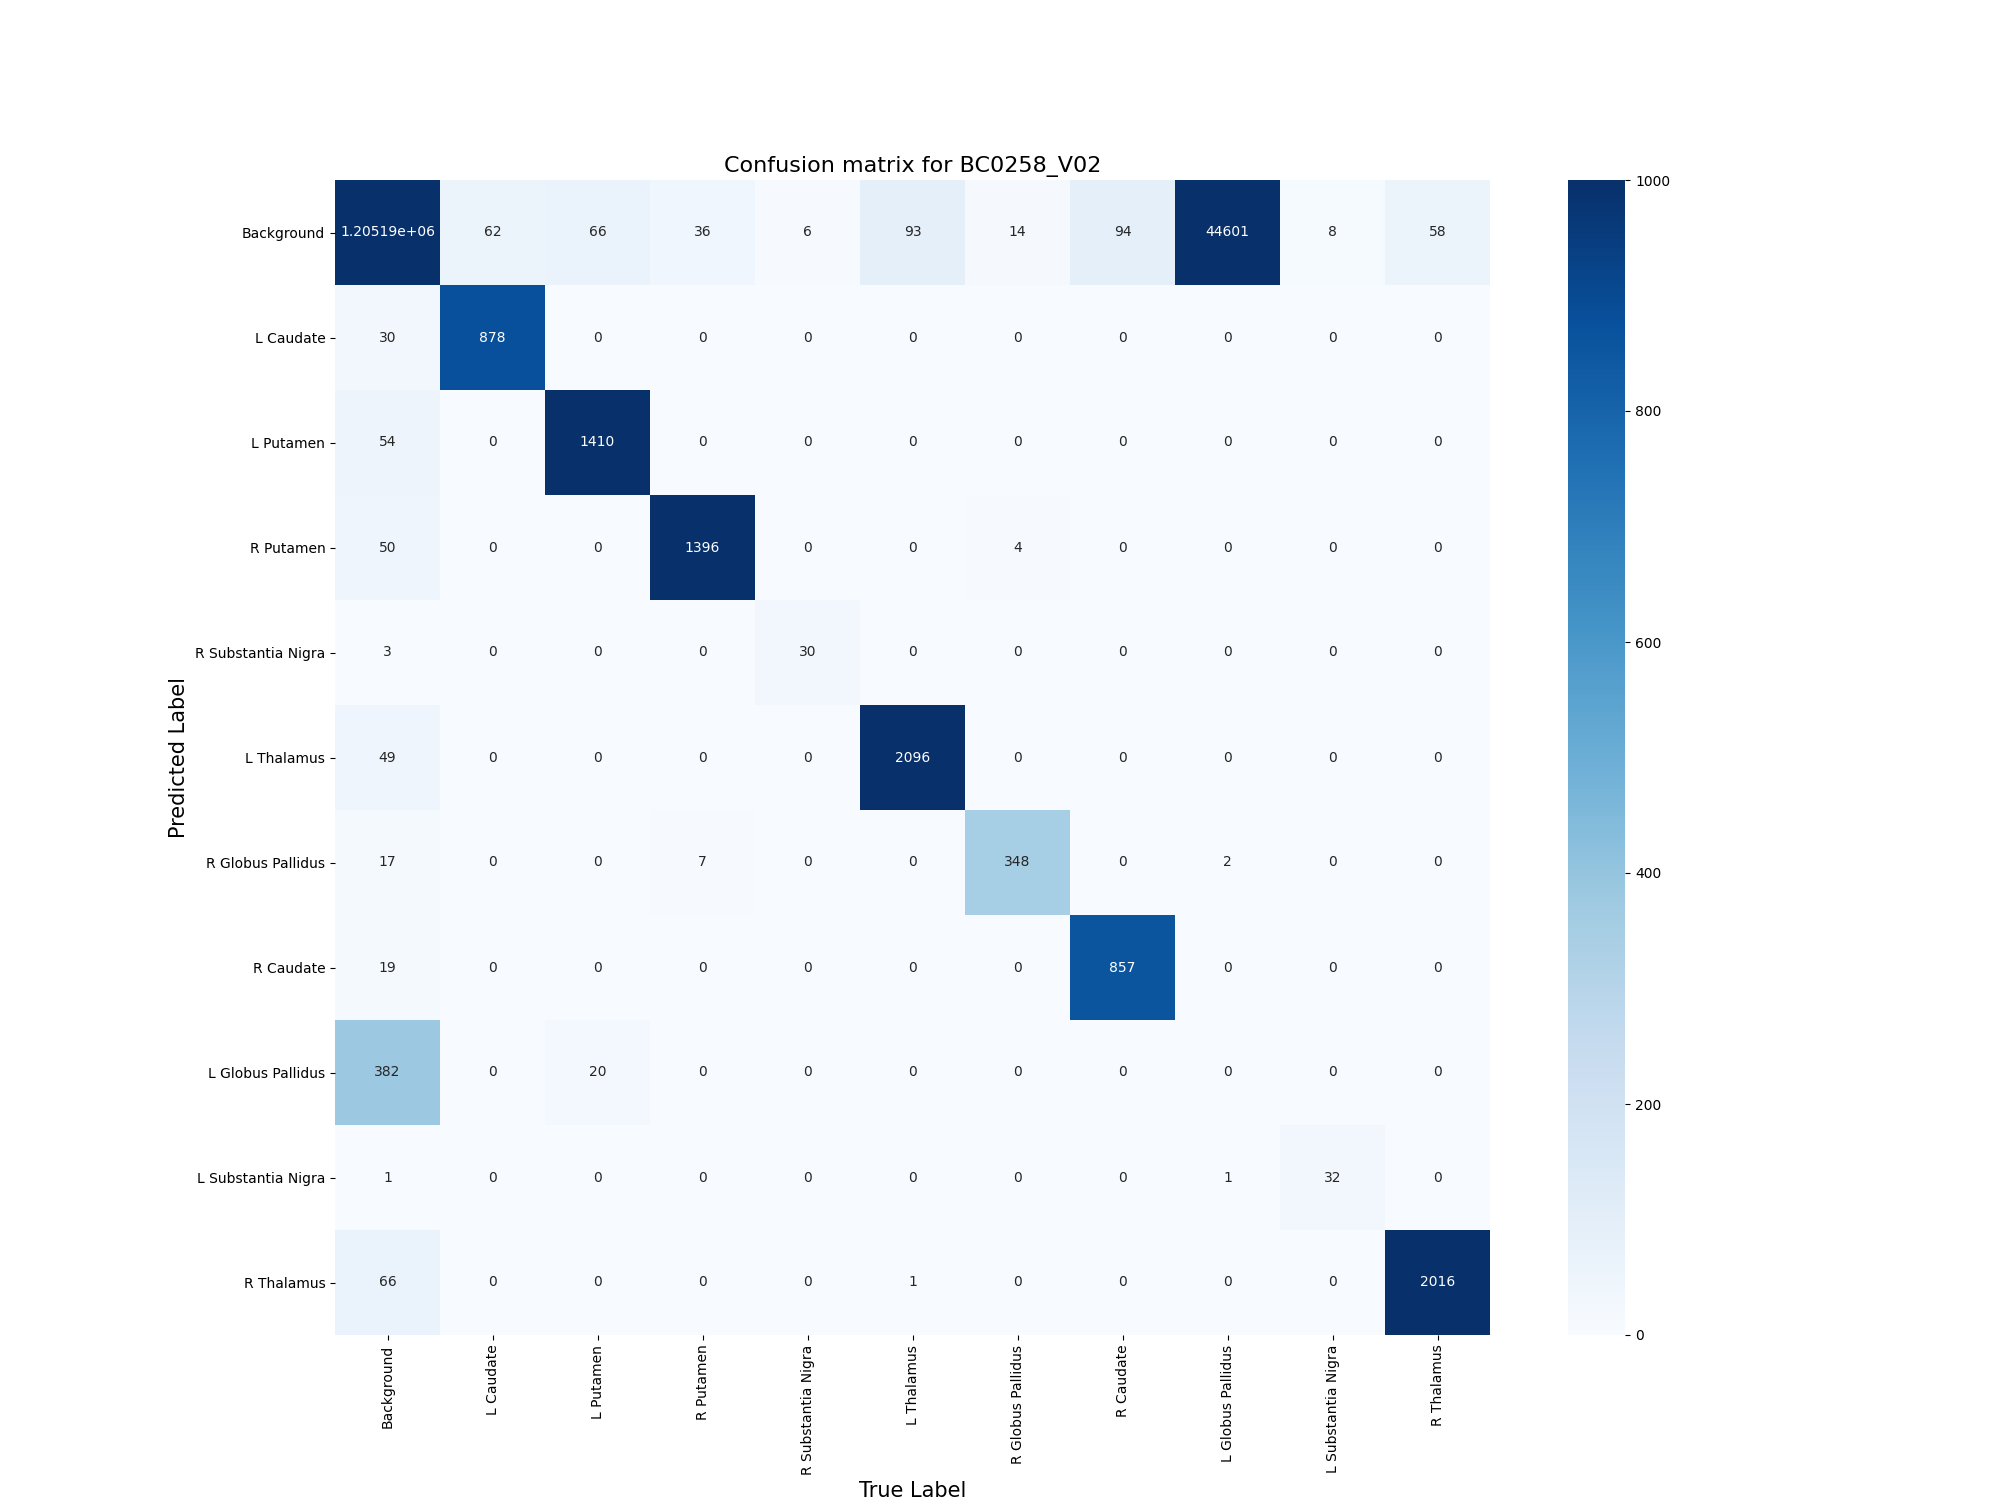 Confusion matrix for BC0258_V02
Background 1.20519e+06 62 66 36 6 93 14 94 44601 8 58
L Caudate 30 878 0 0 0 0 0 0 0 0 0
L Putamen 54 0 1410 0 0 0 0 0 0 0 0
R Putamen 50 0 0 1396 0 0 4 0 0 0 0
R Substantia Nigra 3 0 0 0 30 0 0 0 0 0 0
L Thalamus 49 0 0 0 0 2096 0 0 0 0 0
R Globus Pallidus 17 0 0 7 0 0 348 0 2 0 0
R Caudate 19 0 0 0 0 0 0 857 0 0 0
L Globus Pallidus 382 0 20 0 0 0 0 0 0 0 0
L Substantia Nigra 1 0 0 0 0 0 0 0 1 32 0
R Thalamus 66 0 0 0 0 1 0 0 0 0 2016
Predicted Label
Background
L Caudate
L Putamen
R Putamen
R Substantia Nigra
L Thalamus
R Globus Pallidus
R Caudate
L Globus Pallidus
L Substantia Nigra
R Thalamus
True Label
1000
800
600
400
200
0